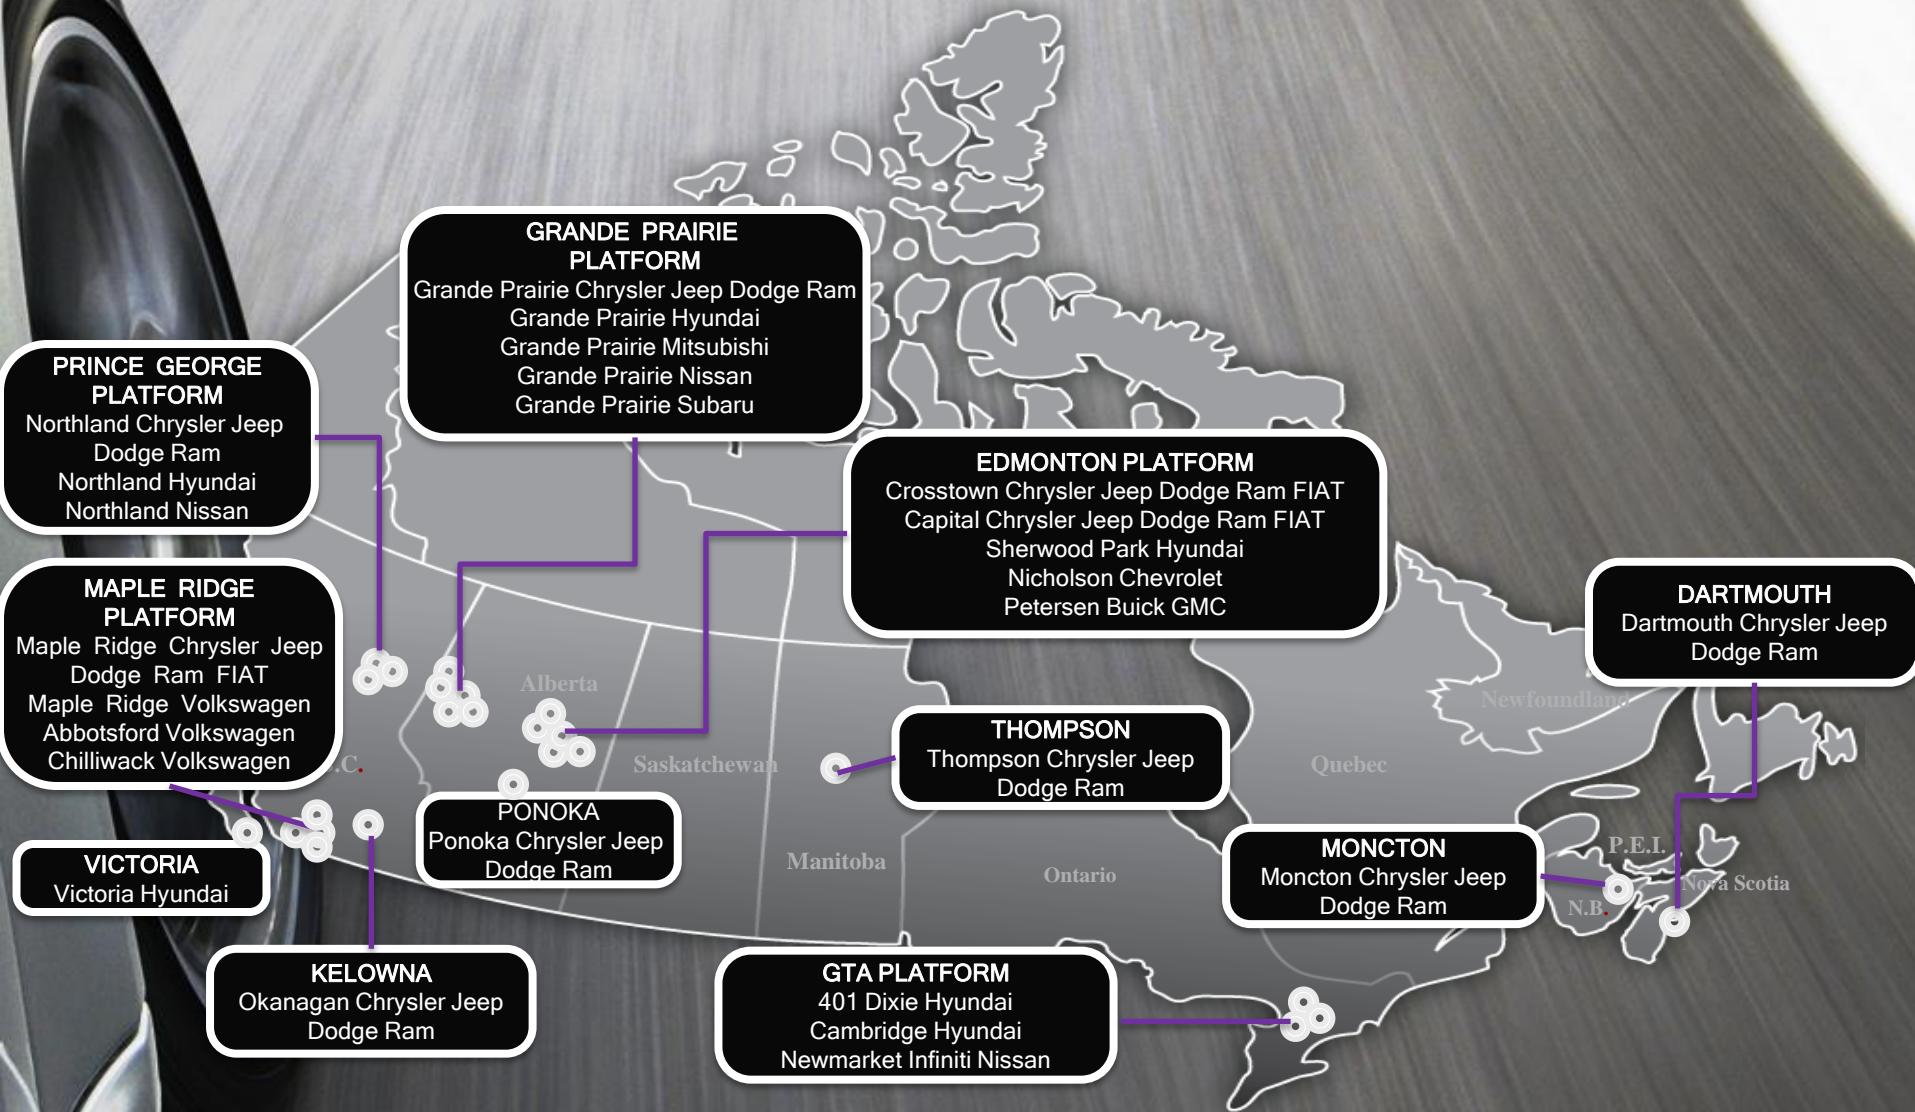 GRANDE PRAIRIE
PLATFORM
Grande Prairie Chrysler Jeep Dodge Ram
Grande Prairie Hyundai
Grande Prairie Mitsubishi
Grande Prairie Nissan
Grande Prairie Subaru
PRINCE GEORGE
PLATFORM
Northland Chrysler Jeep
Dodge Ram
Northland Hyundai
Northland Nissan
EDMONTON PLATFORM
Crosstown Chrysler Jeep Dodge Ram FIAT
Capital Chrysler Jeep Dodge Ram FIAT
Sherwood Park Hyundai
Nicholson Chevrolet
Petersen Buick GMC
MAPLE RIDGE
PLATFORM
Maple Ridge Chrysler Jeep
Dodge Ram FIAT
Maple Ridge Volkswagen
Abbotsford Volkswagen
Chilliwack Volkswagen
DARTMOUTH
Dartmouth Chrysler Jeep
Dodge Ram
Alberta
Newfoundland
THOMPSON
Thompson Chrysler Jeep
Dodge Ram
.C.
Saskatchewan
Quebec
PONOKA
Ponoka Chrysler Jeep
Dodge Ram
VICTORIA
Victoria Hyundai
Manitoba
Ontario
MONCTON
Moncton Chrysler Jeep
Dodge Ram
P.E.I.
Nova Scotia
N.B.
KELOWNA
Okanagan Chrysler Jeep
Dodge Ram
GTA PLATFORM
401 Dixie Hyundai
Cambridge Hyundai
Newmarket Infiniti Nissan